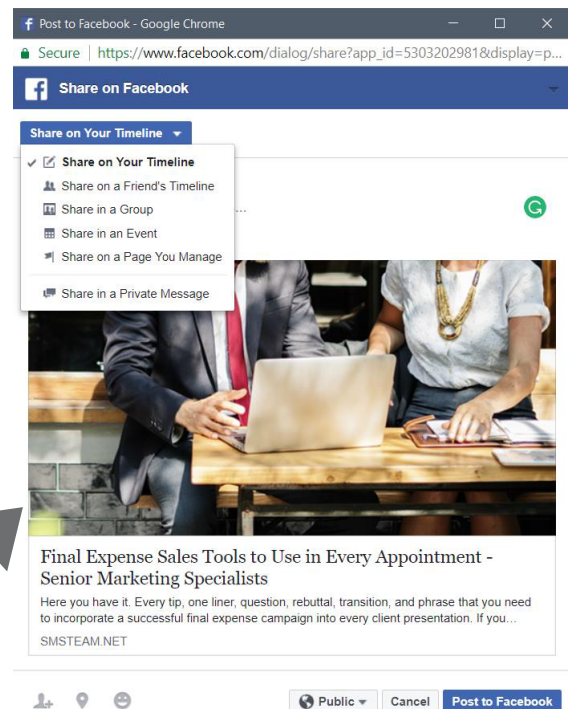 Post to Facebook - Google Chrome
Secure | https://www.facebook.com/dialog/share?app_id=5303202981&display=p...
Share on Facebook
Share on Your Timeline
Share on Your Timeline
Share on a Friend's Timeline
Share in a Group
...
Share in an Event
Share on a Page You Manage
Share in a Private Message
Final Expense Sales Tools to Use in Every Appointment -
Senior Marketing Specialists
Here you have it. Every tip, one liner, question, rebuttal, transition, and phrase that you need
to incorporate a successful final expense campaign into every client presentation. If you...
SMSTEAM.NET
Public Cancel Post to Facebook